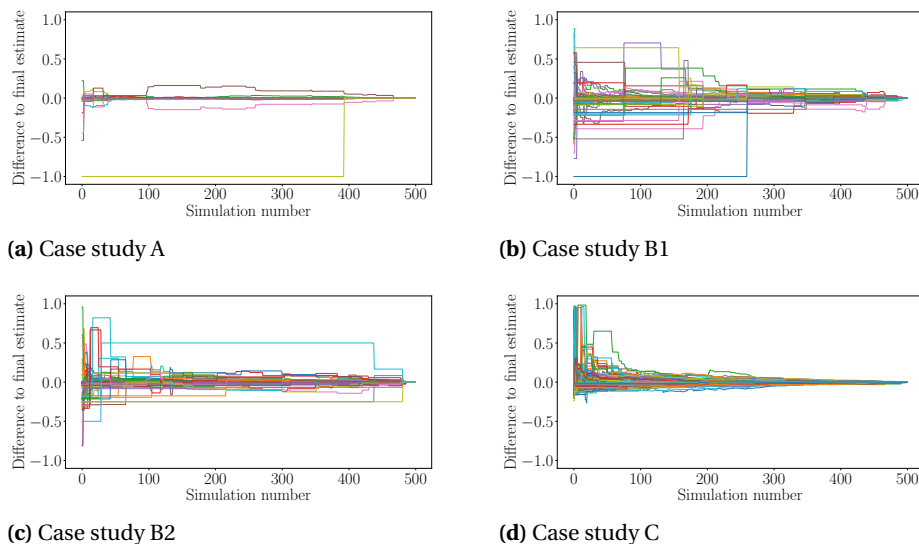 1.0
0.5
0.0
−0.5
−1.0
Difference to final estimate
0 100 200 300 400 500
Simulation number
(a) Case study A
1.0
0.5
0.0
−0.5
−1.0
Difference to final estimate
0 100 200 300 400 500
Simulation number
(b) Case study B1
1.0
0.5
0.0
−0.5
−1.0
Difference to final estimate
0 100 200 300 400 500
Simulation number
(c) Case study B2
1.0
0.5
0.0
−0.5
−1.0
Difference to final estimate
0 100 200 300 400 500
Simulation number
(d) Case study C